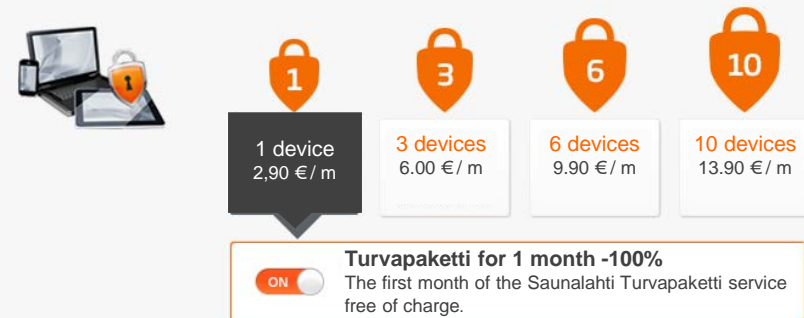 1
3
6
10
1 device
2,90 €/ m
3 devices
6.00 €/ m
6 devices
9.90 €/ m
10 devices
13.90 €/ m
ON
Turvapaketti for 1 month -100%
The first month of the Saunalahti Turvapaketti service
free of charge.